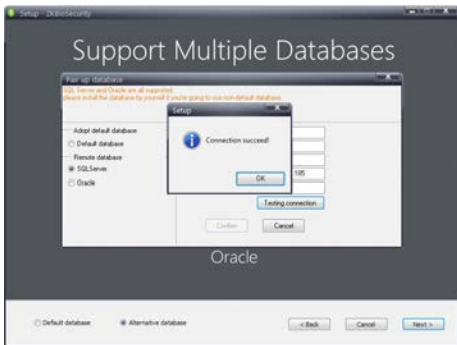 Setup - ZKBioSecurity
Support Multiple Databases
Pair up database
SQL Server and Oracle are all supported.
please install the database by yourself if you're going to use non-default database.
Setup
Adopt default database
Default database
Remote database
SQLServer
Oracle
Connection succeed!
185
OK
Testing connection
Confirm
Cancel
Oracle
Default database
Alternative database
< Back
Cancel
Next >